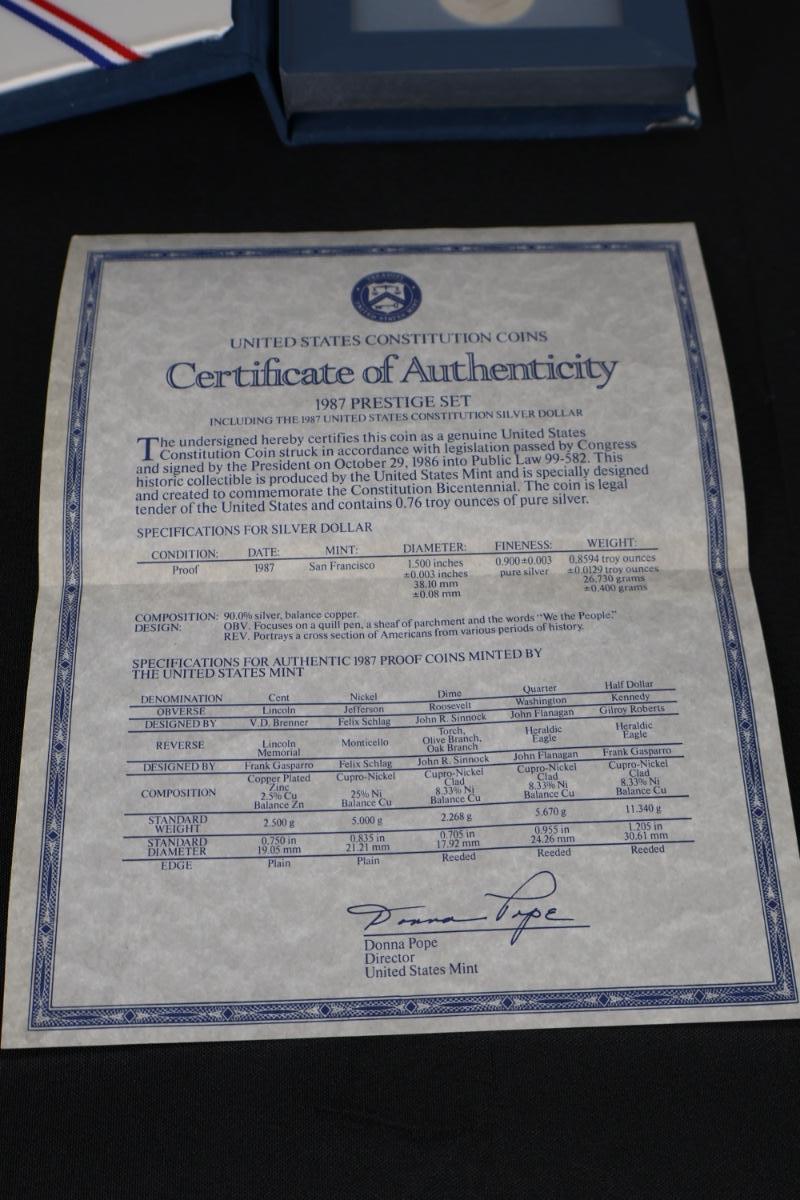 UNITED STATES CONSTITUTION COINS
Certificate of Authenticity
1987 PRESTIGE SET
INCLUDING THE 1987 UNITED STATES CONSTITUTION SILVER DOLLAR
The undersigned hereby certifies this coin as a genuine United States
Constitution Coin struck in accordance with legislation passed by Congress
and signed by the President on October 29, 1986 into Public Law 99-582. This
historic collectible is produced by the United States Mint and is specially designed
and created to commemorate the Constitution Bicentennial. The coin is legal
tender of the United States and contains 0.76 troy ounces of pure silver.
SPECIFICATIONS FOR SILVER DOLLAR
CONDITION: DATE: MINT: DIAMETER: FINENESS: WEIGHT:
Proof 1987 San Francisco 1.500 inches 0.900±0.003 0.8594 troy ounces
±0.003 inches pure silver ±0.0129 troy ounces
38.10 mm 26.730 grams
±0.08 mm ±0.400 grams
COMPOSITION: 90.0% silver, balance copper.
DESIGN: OBV. Focuses on a quill pen, a sheaf of parchment and the words "We the People."
REV. Portrays a cross section of Americans from various periods of history.
SPECIFICATIONS FOR AUTHENTIC 1987 PROOF COINS MINTED BY
THE UNITED STATES MINT
DENOMINATION Cent Nickel Dime Quarter Half Dollar
OBVERSE Lincoln Jefferson Roosevelt Washington Kennedy
DESIGNED BY V.D. Brenner Felix Schlag John R. Sinnock John Flanagan Gilroy Roberts
REVERSE Lincoln Memorial Monticello Torch, Olive Branch, Oak Branch Heraldic Eagle Heraldic Eagle
DESIGNED BY Frank Gasparro Felix Schlag John R. Sinnock John Flanagan Frank Gasparro
COMPOSITION Copper Plated Zinc 2.5% Cu Balance Zn Cupro-Nickel 25% Ni Balance Cu Cupro-Nickel Clad 8.33% Ni Balance Cu Cupro-Nickel Clad 8.33% Ni Balance Cu Cupro-Nickel Clad 8.33% Ni Balance Cu
STANDARD WEIGHT 2.500 g 5.000 g 2.268 g 5.670 g 11.340 g
STANDARD DIAMETER 0.750 in 19.05 mm 0.835 in 21.21 mm 0.705 in 17.92 mm 0.955 in 24.26 mm 1.205 in 30.61 mm
EDGE Plain Plain Reeded Reeded Reeded
Donna Pope
Donna Pope
Director
United States Mint